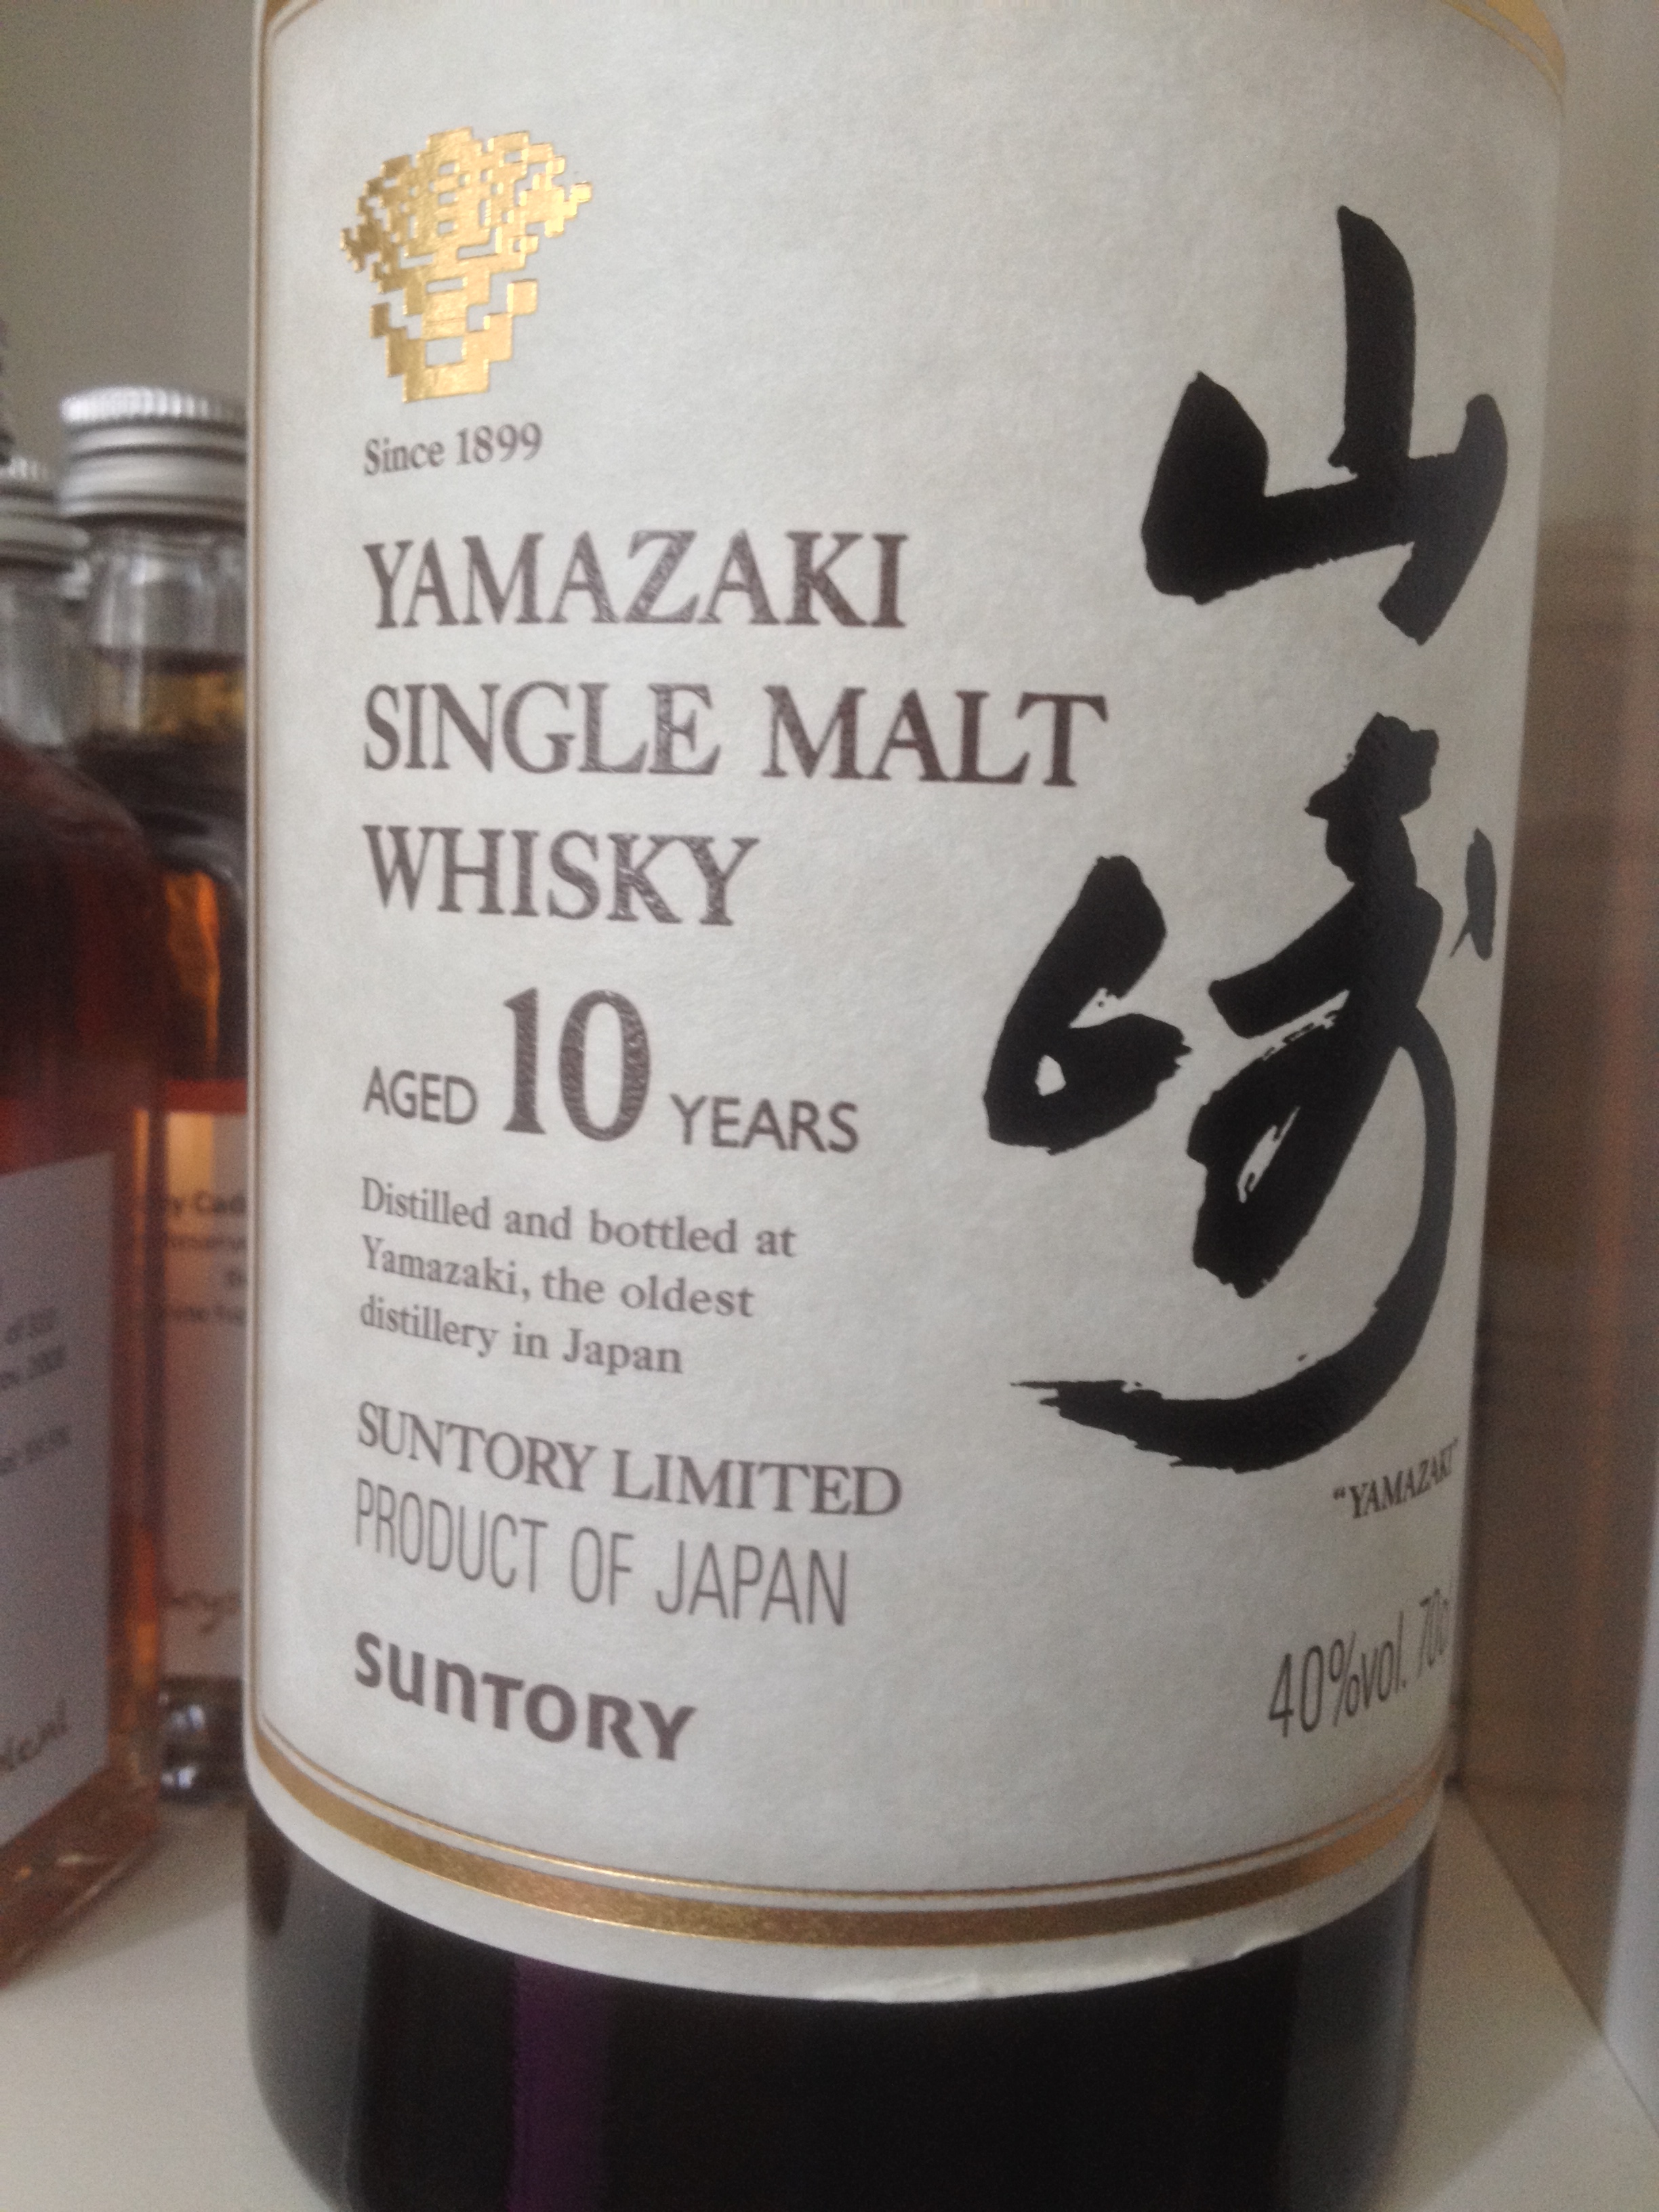 Since 1899
YAMAZAKI
SINGLE MALT
WHISKY
AGED 10 YEARS
Distilled and bottled at
Yamazaki, the oldest
distillery in Japan
SUNTORY LIMITED
PRODUCT OF JAPAN
SUNTORY
山崎
"YAMAZAKI"
40%vol. 70c